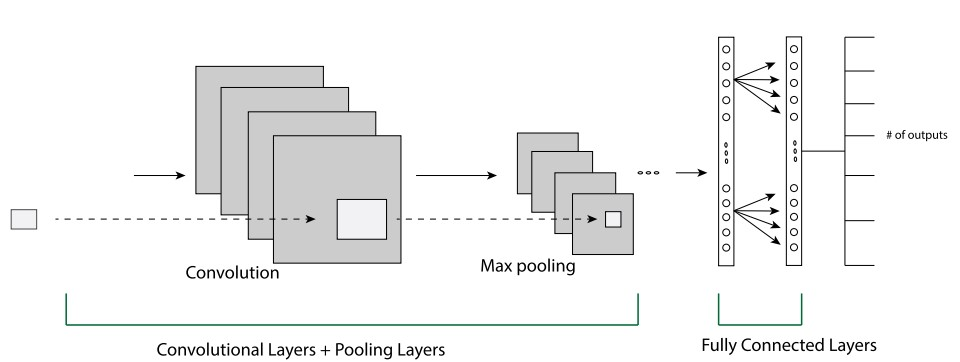 # of outputs
Convolution
Max pooling
Convolutional Layers + Pooling Layers
Fully Connected Layers